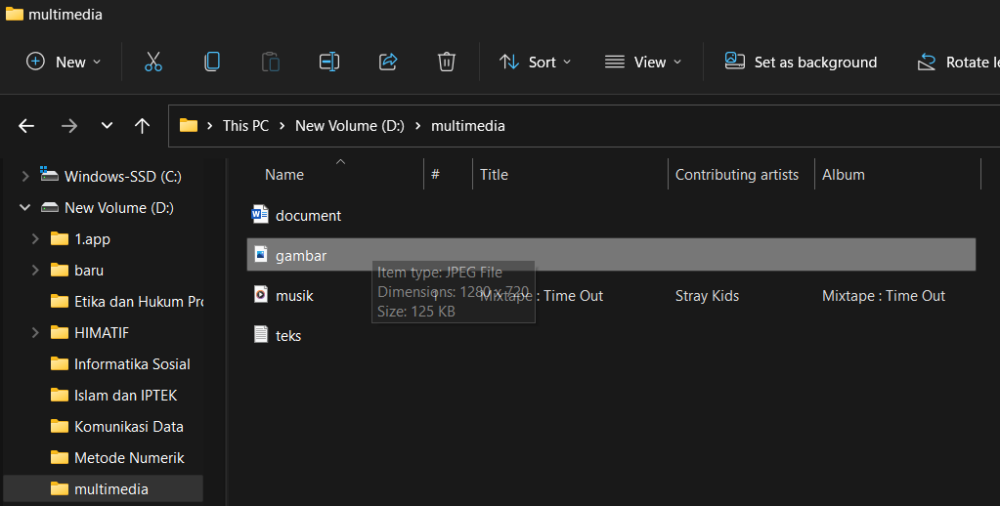 multimedia
New
Sort
View
Set as background
Rotate le
This PC > New Volume (D:) > multimedia
Windows-SSD (C:)
New Volume (D:)
1.app
baru
Etika dan Hukum Pro
HIMATIF
Informatika Sosial
Islam dan IPTEK
Komunikasi Data
Metode Numerik
multimedia
Name # Title Contributing artists Album
document
gambar
Item type: JPEG File
Dimensions: 1280 x 720
Size: 125 KB
musik 1 Mixtape : Time Out Stray Kids Mixtape : Time Out
teks